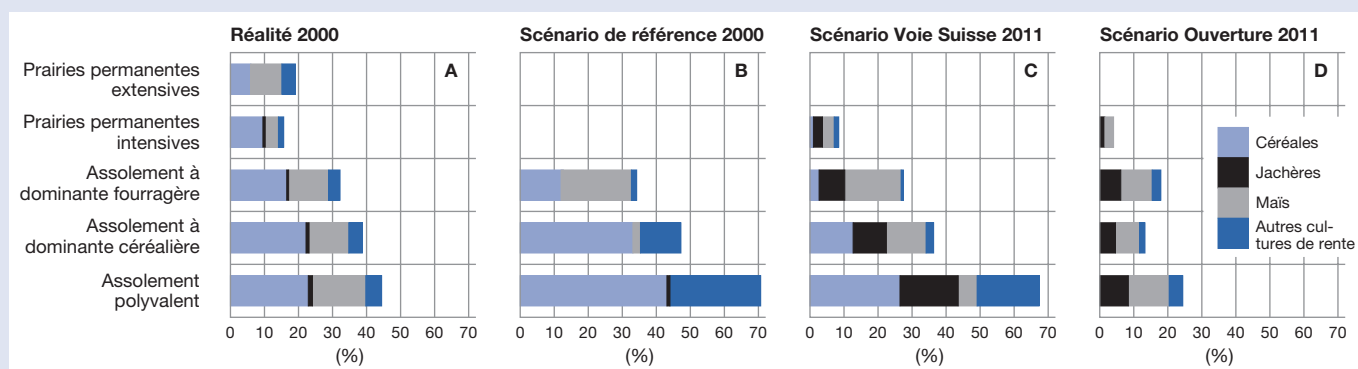 Réalité 2000
Scénario de référence 2000
Scénario Voie Suisse 2011
Scénario Ouverture 2011
A
B
C
D
Prairies permanentes
extensives
Prairies permanentes
intensives
Assolement à
dominante fourragère
Assolement à
dominante céréalière
Assolement
polyvalent
Céréales
Jachères
Maïs
Autres cul-
tures de rente
0 10 20 30 40 50 60 70
0 10 20 30 40 50 60 70
0 10 20 30 40 50 60 70
0 10 20 30 40 50 60 70
(%)
(%)
(%)
(%)